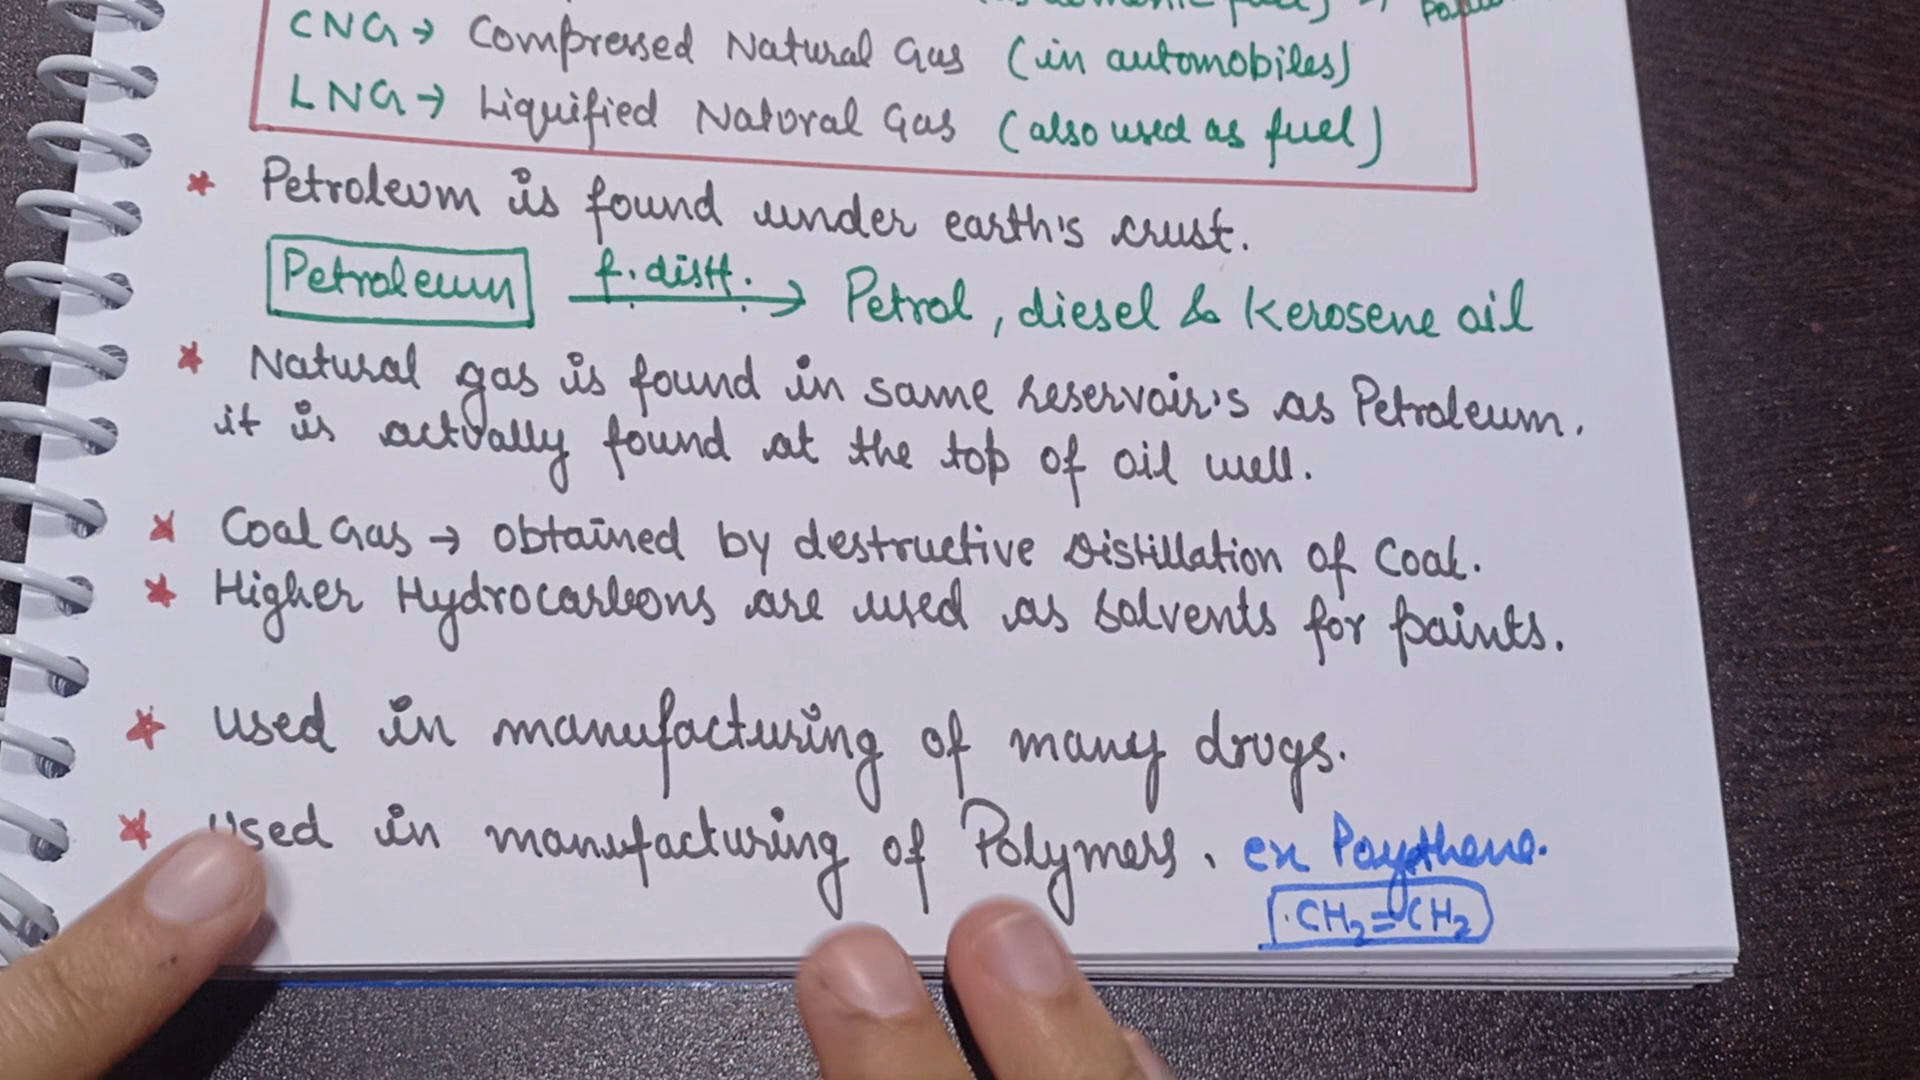 CNG → Compressed Natural Gas (in automobiles)
LNG → Liquified Natural Gas (also used as fuel)
* Petroleum is found under earth's crust.
Petroleum f. distt. → Petrol, diesel & Kerosene oil
* Natural gas is found in same reservoir's as Petroleum.
it is actually found at the top of oil well.
* Coal Gas → obtained by destructive Distillation of Coal.
* Higher Hydrocarbons are used as solvents for paints.
* used in manufacturing of many drugs.
* Used in manufacturing of Polymers. ex Paythene.
CH2=CH2